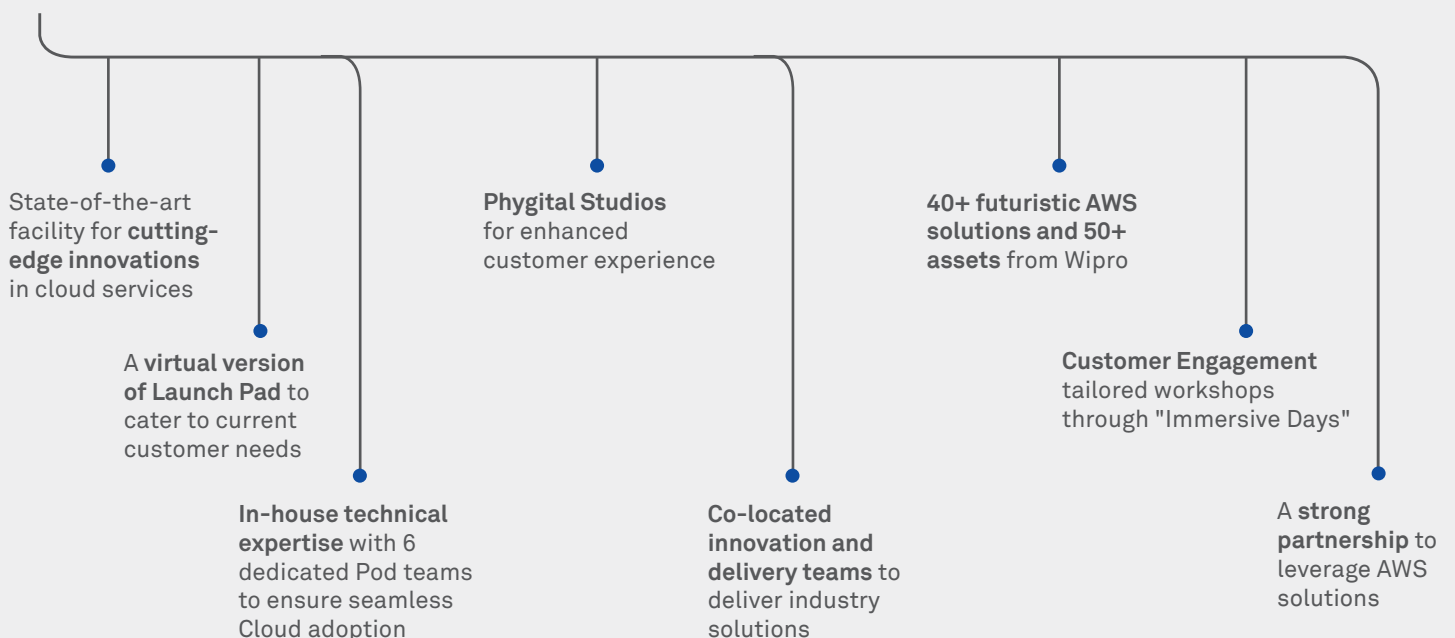 State-of-the-art
facility for cutting-
edge innovations
in cloud services
A virtual version
of Launch Pad to
cater to current
customer needs
In-house technical
expertise with 6
dedicated Pod teams
to ensure seamless
Cloud adoption
Phygital Studios
for enhanced
customer experience
Co-located
innovation and
delivery teams to
deliver industry
solutions
40+ futuristic AWS
solutions and 50+
assets from Wipro
Customer Engagement
tailored workshops
through "Immersive Days"
A strong
partnership to
leverage AWS
solutions